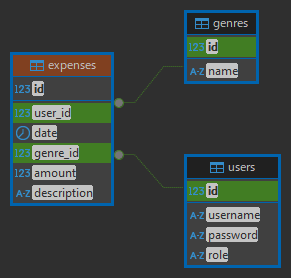 expenses
123 id
123 user_id
date
123 genre_id
123 amount
A-Z description
genres
123 id
A-Z name
users
123 id
A-Z username
A-Z password
A-Z role